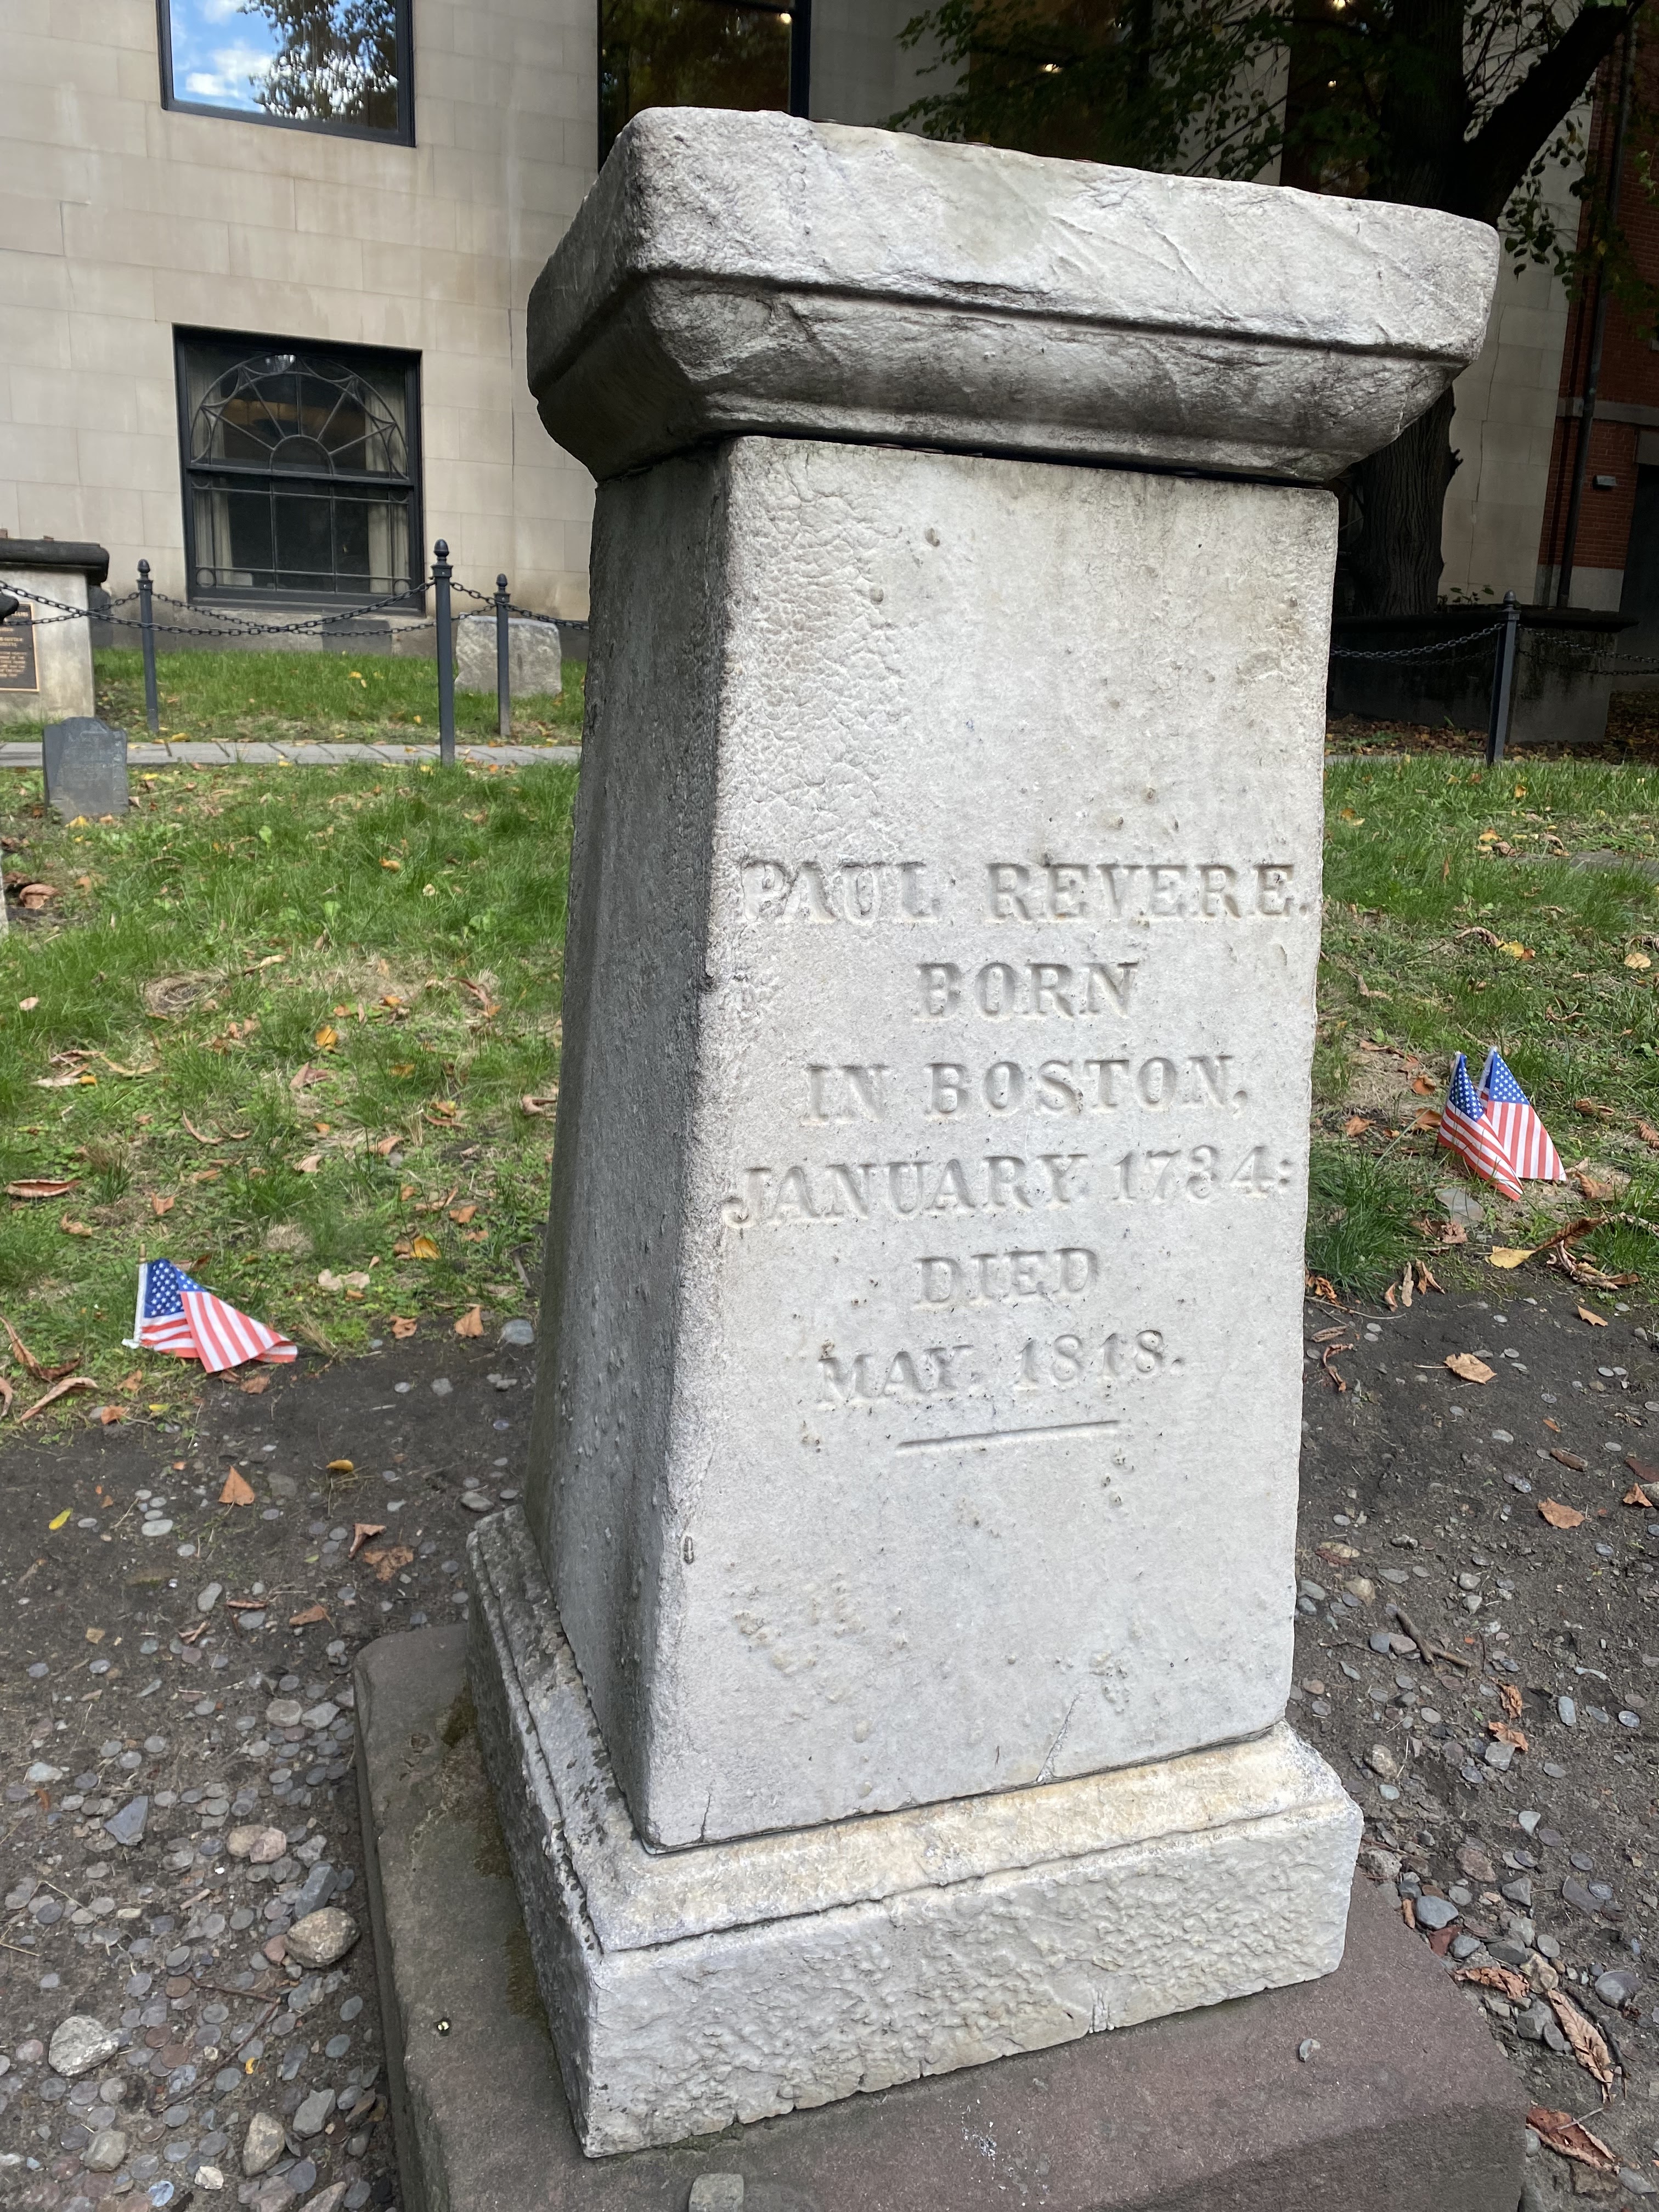 PAUL REVERE.
BORN
IN BOSTON,
JANUARY 1734:
DIED
MAY, 1818.